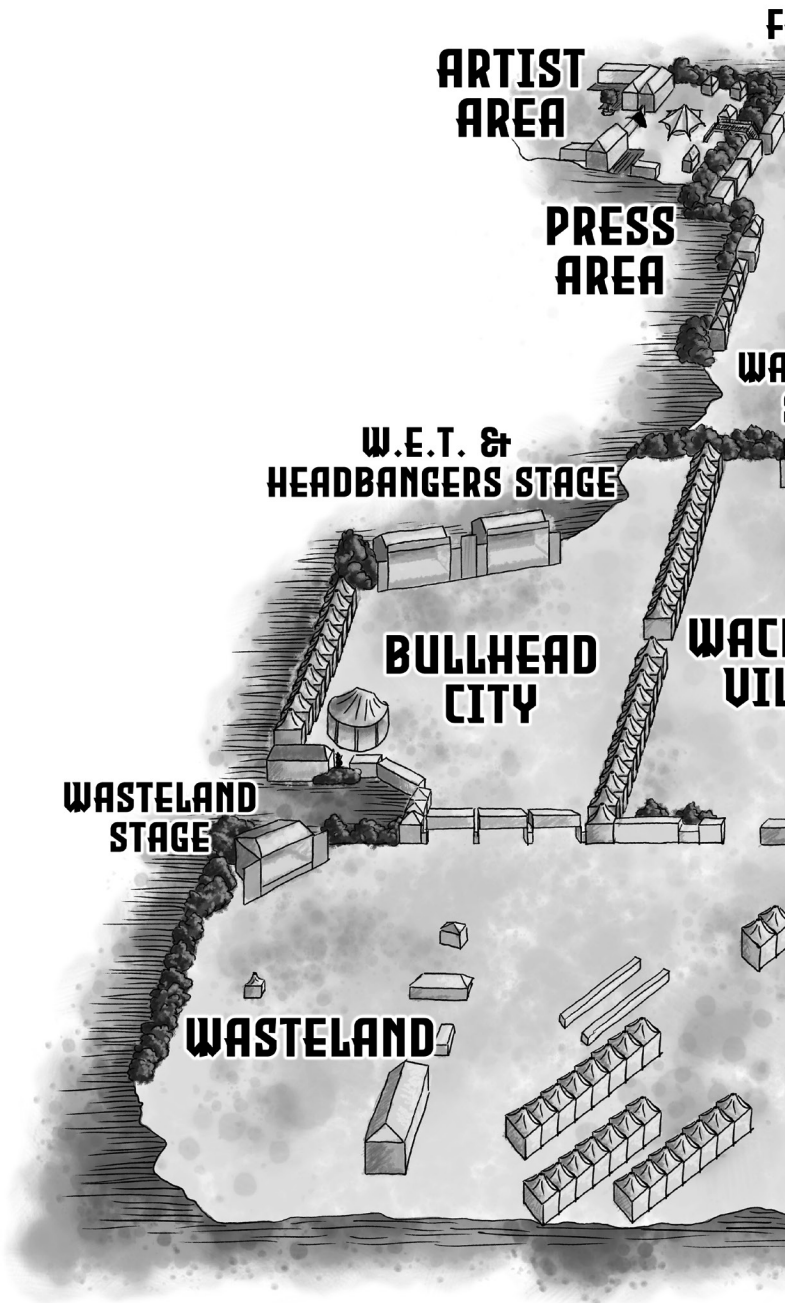 ARTIST
AREA
PRESS
AREA
W.E.T. &
HEADBANGERS STAGE
BULLHEAD
CITY
WASTELAND
STAGE
WASTELAND